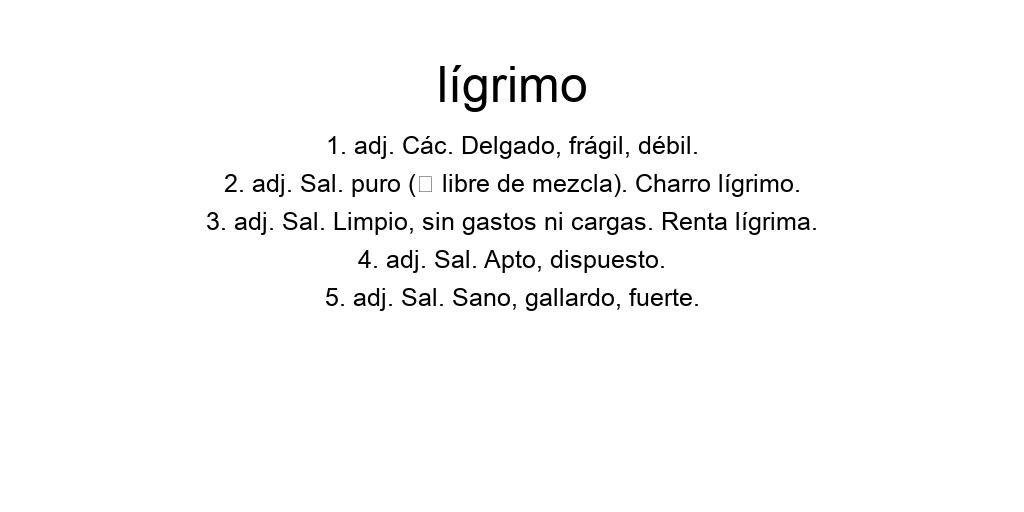 lígrimo
1. adj. Các. Delgado, frágil, débil.
2. adj. Sal. puro (□ libre de mezcla). Charro lígrimo.
3. adj. Sal. Limpio, sin gastos ni cargas. Renta lígrima.
4. adj. Sal. Apto, dispuesto.
5. adj. Sal. Sano, gallardo, fuerte.